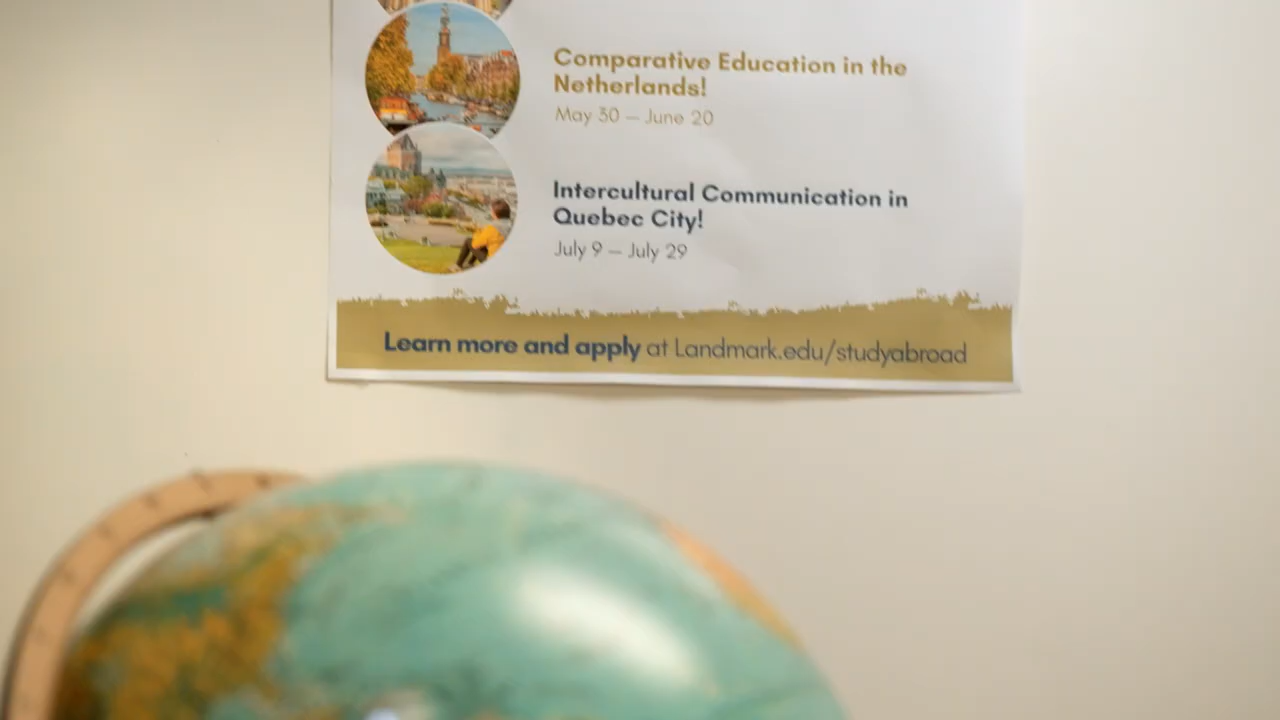 Comparative Education in the
Netherlands!
May 30 – June 20
Intercultural Communication in
Quebec City!
July 9 – July 29
Learn more and apply at Landmark.edu/studyabroad